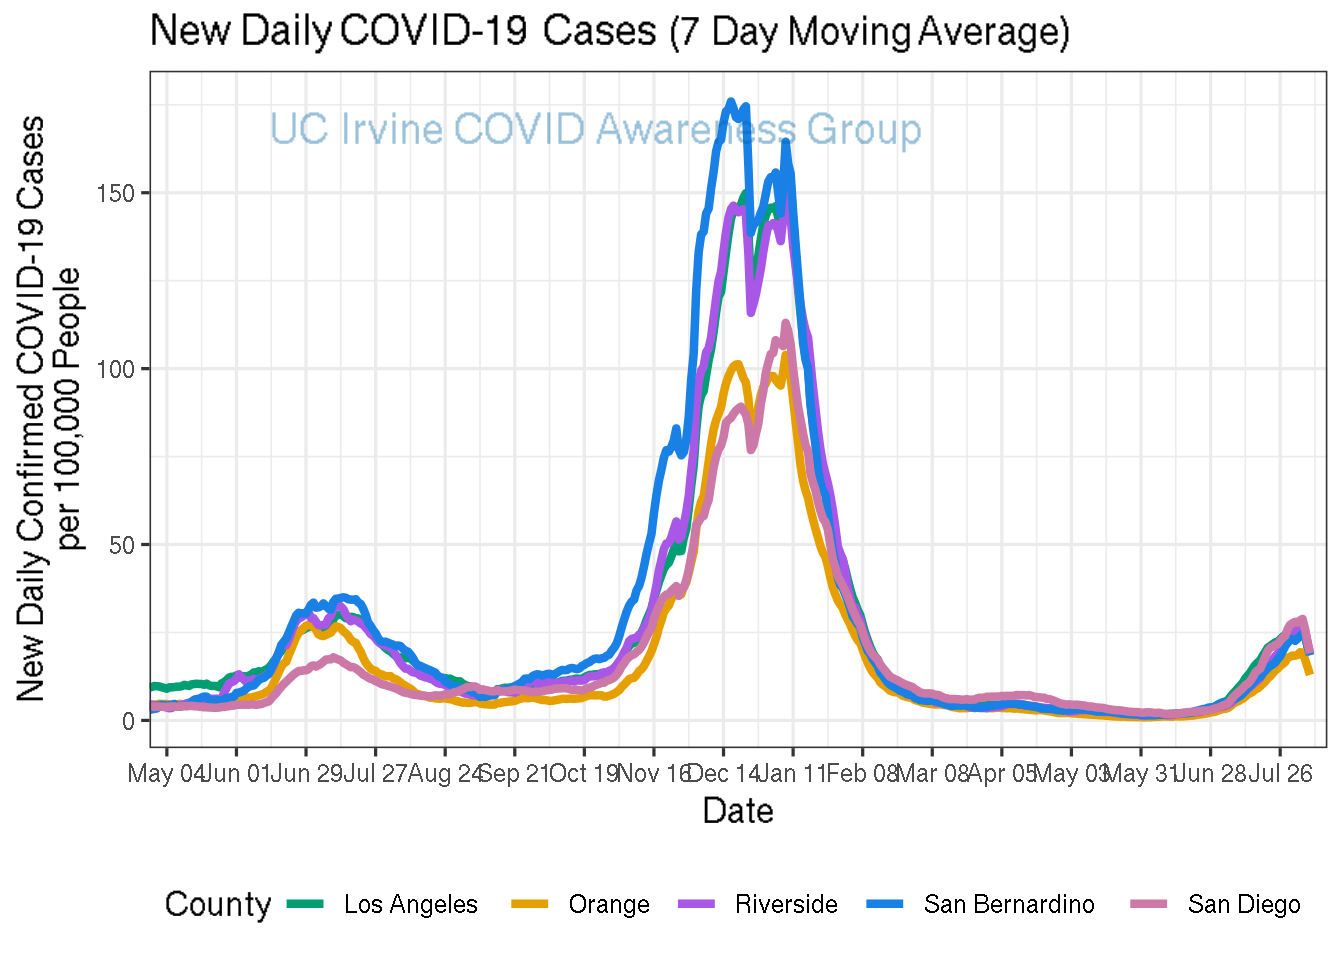 New Daily COVID-19 Cases (7 Day Moving Average)
UC Irvine COVID Awareness Group
New Daily Confirmed COVID-19 Cases
per 100,000 People
150
100
50
0
May 04 Jun 01 Jun 29 Jul 27 Aug 24 Sep 21 Oct 19 Nov 16 Dec 14 Jan 11 Feb 08 Mar 08 Apr 05 May 03 May 31 Jun 28 Jul 26
Date
County Los Angeles Orange Riverside San Bernardino San Diego